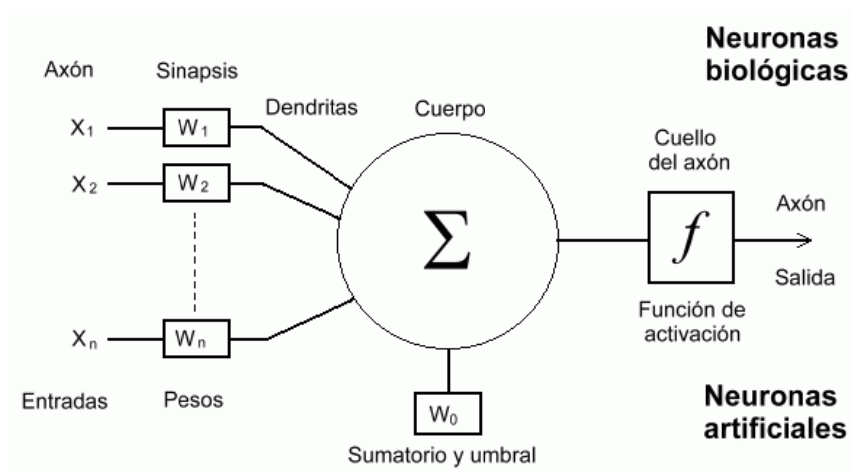 Neuronas
biológicas
Axón
Sinapsis
Dendritas
Cuerpo
Cuello
del axón
X1
W1
X2
W2
Σ
f
Axón
Salida
Xn
Wn
Función de
activación
Entradas
Pesos
W0
Sumatorio y umbral
Neuronas
artificiales